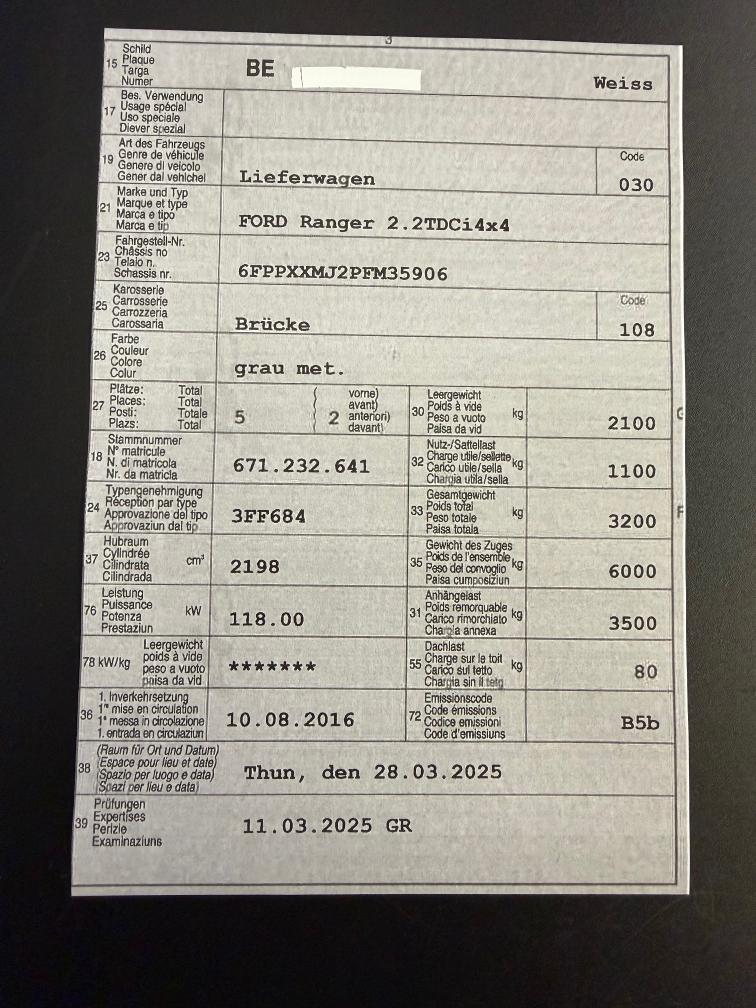 15 Schild
Plaque
Targa
Numer
BE
Weiss
17 Bes. Verwendung
Usage spécial
Uso speciale
Diever spezial
19 Art des Fahrzeugs
Genre de véhicule
Genere di veicolo
Gener dal vehichel
Lieferwagen
Code
030
21 Marke und Typ
Marque et type
Marca e tipo
Marca e tip
FORD Ranger 2.2TDCi4x4
23 Fahrgestell-Nr.
Châssis no
Telaio n.
Schassis nr.
6FPPXXMJ2PFM35906
25 Karosserie
Carrosserie
Carrozzeria
Carossaria
Brücke
Code
108
26 Farbe
Couleur
Colore
Colur
grau met.
27 Plätze: Total
Places: Total
Posti: Totale
Plazs: Total
5
( 2 vorne)
avant)
anteriori)
davant)
30 Leergewicht
Poids à vide
Peso a vuoto
Paisa da vid
kg
2100
18 Stammnummer
N° matricule
N. di matricola
Nr. da matricla
671.232.641
32 Nutz-/Sattellast
Charge utile/sellette
Carico utile/sella
Chargia utila/sella
kg
1100
24 Typengenehmigung
Réception par type
Approvazione del tipo
Approvaziun dal tip
3FF684
33 Gesamtgewicht
Poids total
Peso totale
Paisa totala
kg
3200
37 Hubraum
Cylindrée
Cilindrata
Cilindrada
cm³
2198
35 Gewicht des Zuges
Poids de l'ensemble
Peso del convoglio
Paisa cumposiziun
kg
6000
76 Leistung
Puissance
Potenza
Prestaziun
kW
118.00
31 Anhängelast
Poids remorquable
Carico rimorchiato
Chargia annexa
kg
3500
78 kW/kg
Leergewicht
poids à vide
peso a vuoto
paisa da vid
*******
55 Dachlast
Charge sur le toit
Carico sul tetto
Chargia sin il tetg
kg
80
36 1. Inverkehrsetzung
1re mise en circulation
1a messa in circolazione
1. entrada en circulaziun
10.08.2016
72 Emissionscode
Code émissions
Codice emissioni
Code d'emissiuns
B5b
38 (Raum für Ort und Datum)
(Espace pour lieu et date)
(Spazio per luogo e data)
(Spazi per lieu e data)
Thun, den 28.03.2025
39 Prüfungen
Expertises
Perizie
Examinaziuns
11.03.2025 GR